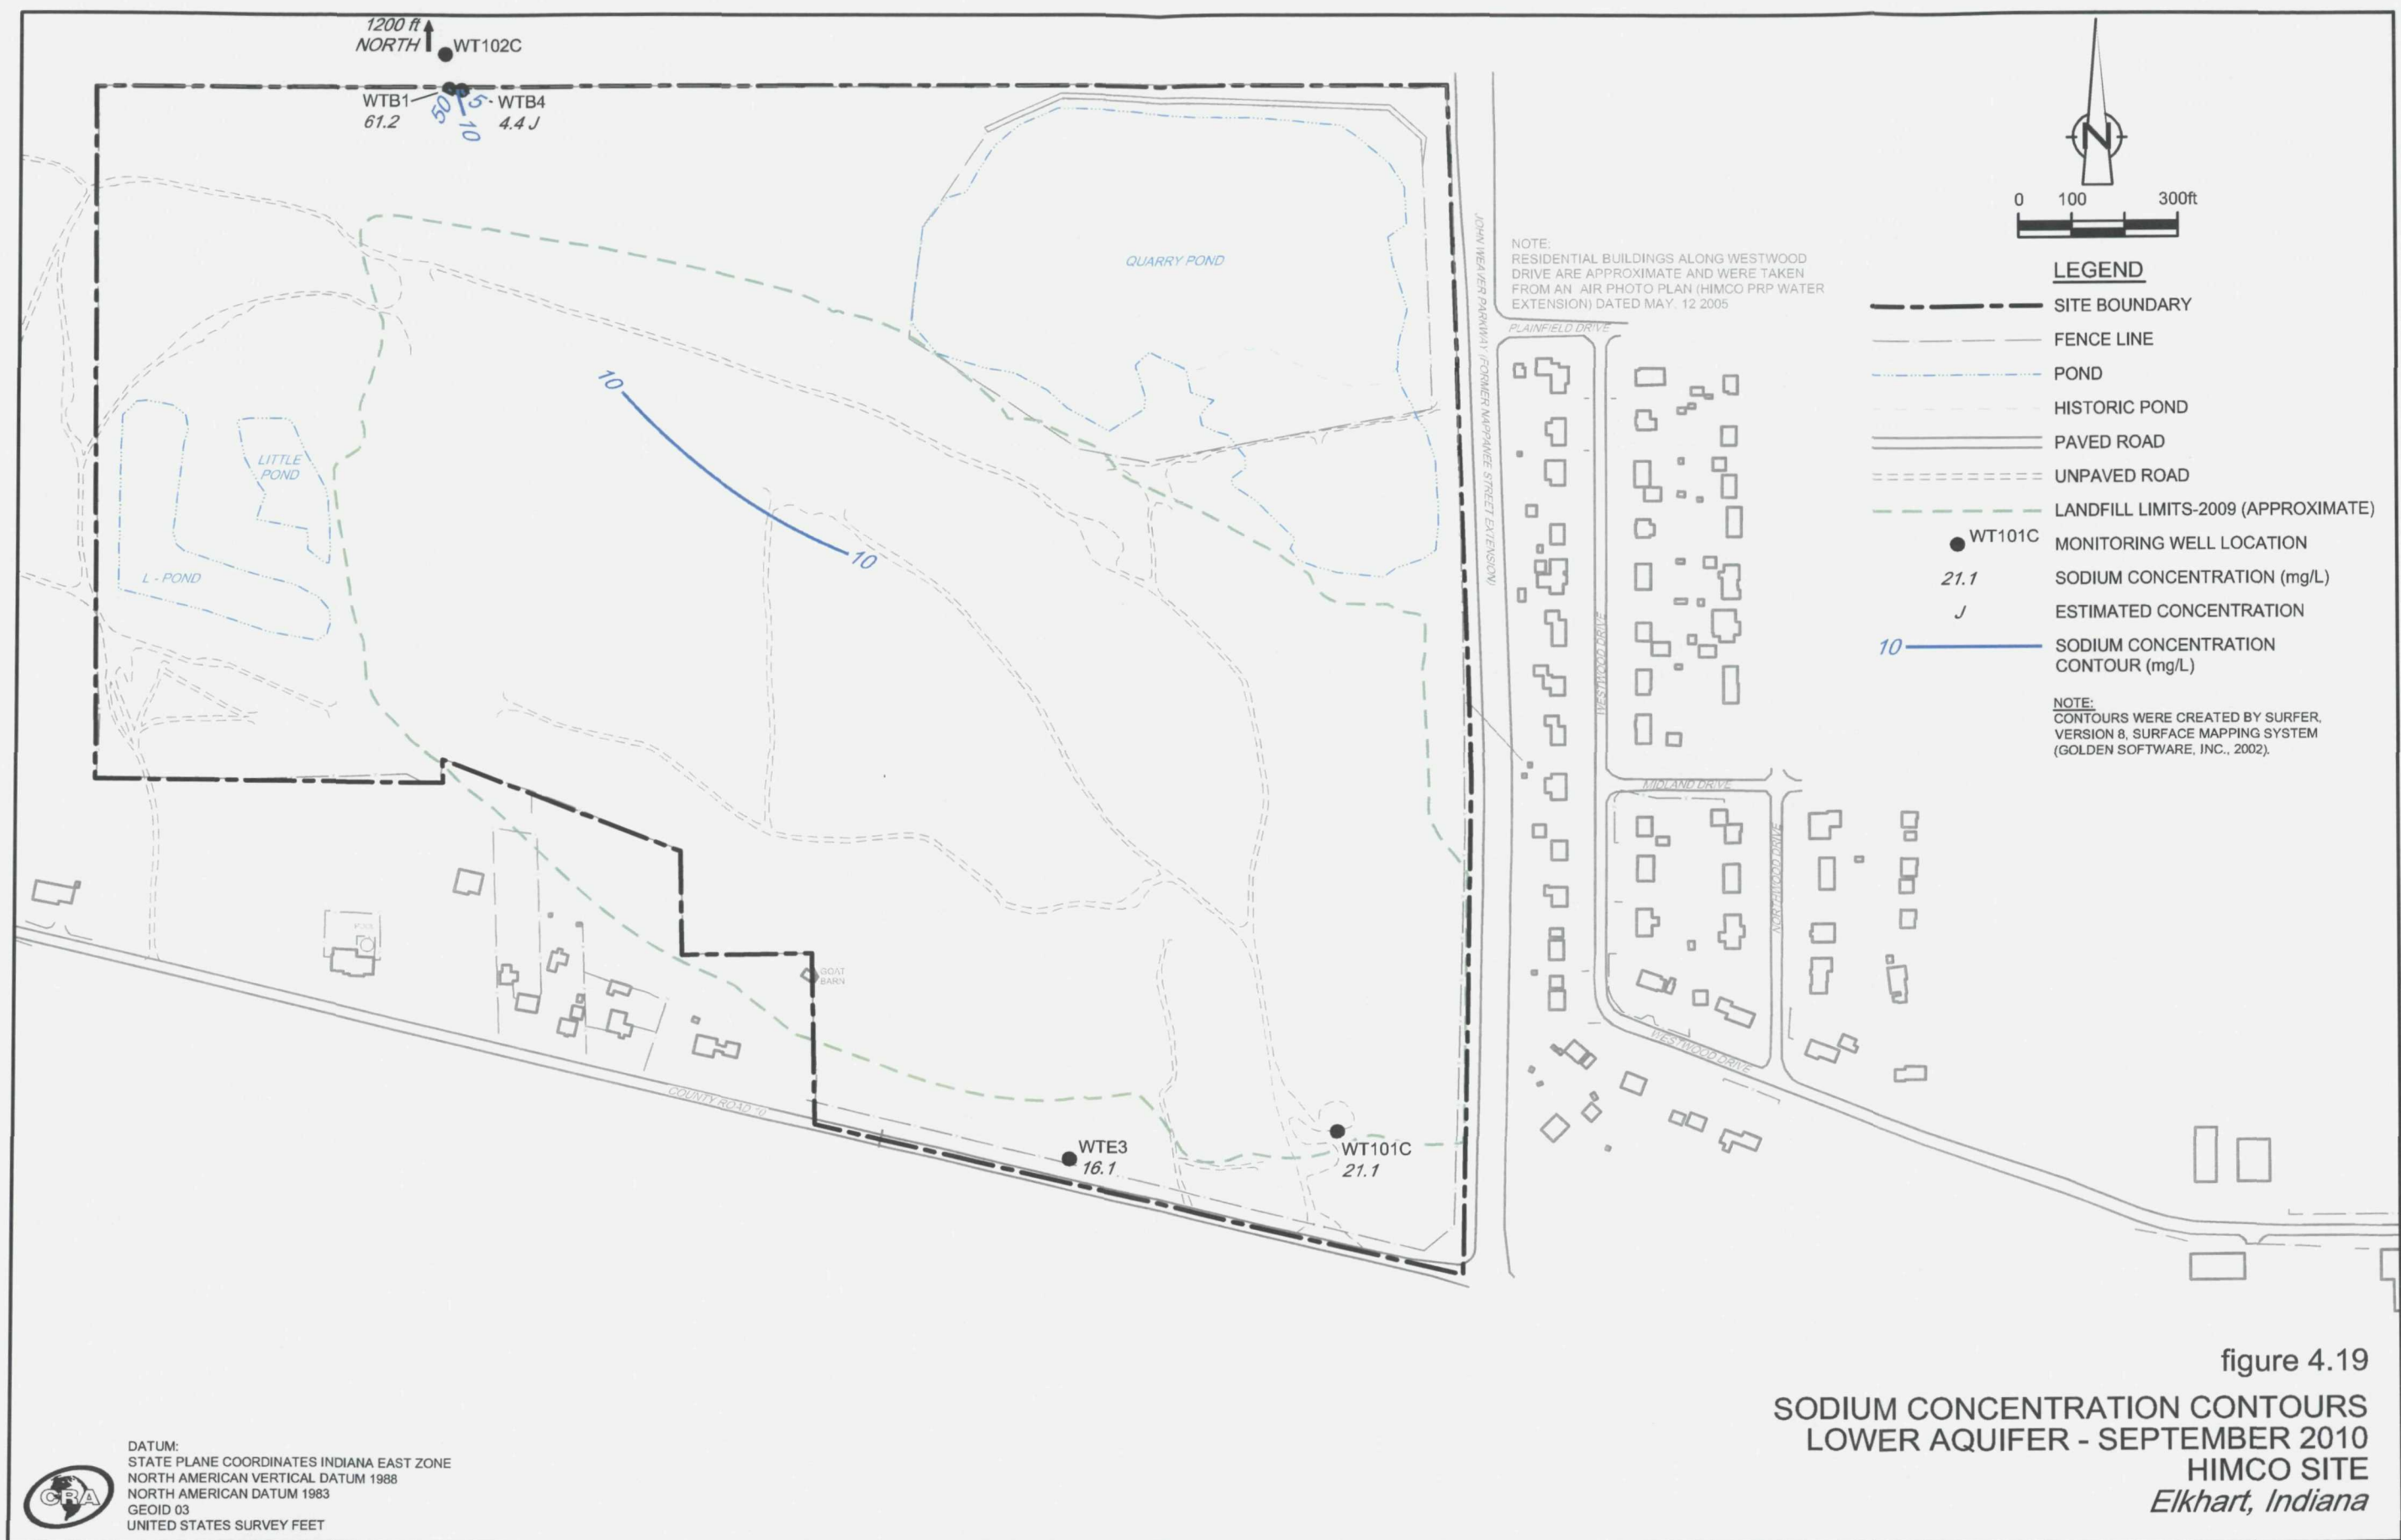 1200 ft
NORTH
WT102C
WTB1
61.2
50
10
5
WTB4
4.4 J
QUARRY POND
10
10
LITTLE
POND
L - POND
GOAT
BARN
COUNTY ROAD 10
WTE3
16.1
WT101C
21.1
JOHN WEAVER PARKWAY (FORMER NAPPANEE STREET EXTENSION)
NOTE:
RESIDENTIAL BUILDINGS ALONG WESTWOOD
DRIVE ARE APPROXIMATE AND WERE TAKEN
FROM AN AIR PHOTO PLAN (HIMCO PRP WATER
EXTENSION) DATED MAY. 12 2005
PLAINFIELD DRIVE
WESTWOOD DRIVE
MIDLAND DRIVE
NORTHWOOD DRIVE
WESTWOOD DRIVE
N
0 100 300ft
LEGEND
SITE BOUNDARY
FENCE LINE
POND
HISTORIC POND
PAVED ROAD
UNPAVED ROAD
LANDFILL LIMITS-2009 (APPROXIMATE)
WT101C MONITORING WELL LOCATION
21.1 SODIUM CONCENTRATION (mg/L)
J ESTIMATED CONCENTRATION
10 SODIUM CONCENTRATION
CONTOUR (mg/L)
NOTE:
CONTOURS WERE CREATED BY SURFER,
VERSION 8, SURFACE MAPPING SYSTEM
(GOLDEN SOFTWARE, INC., 2002).
figure 4.19
SODIUM CONCENTRATION CONTOURS
LOWER AQUIFER - SEPTEMBER 2010
HIMCO SITE
Elkhart, Indiana
CRA
DATUM:
STATE PLANE COORDINATES INDIANA EAST ZONE
NORTH AMERICAN VERTICAL DATUM 1988
NORTH AMERICAN DATUM 1983
GEOID 03
UNITED STATES SURVEY FEET